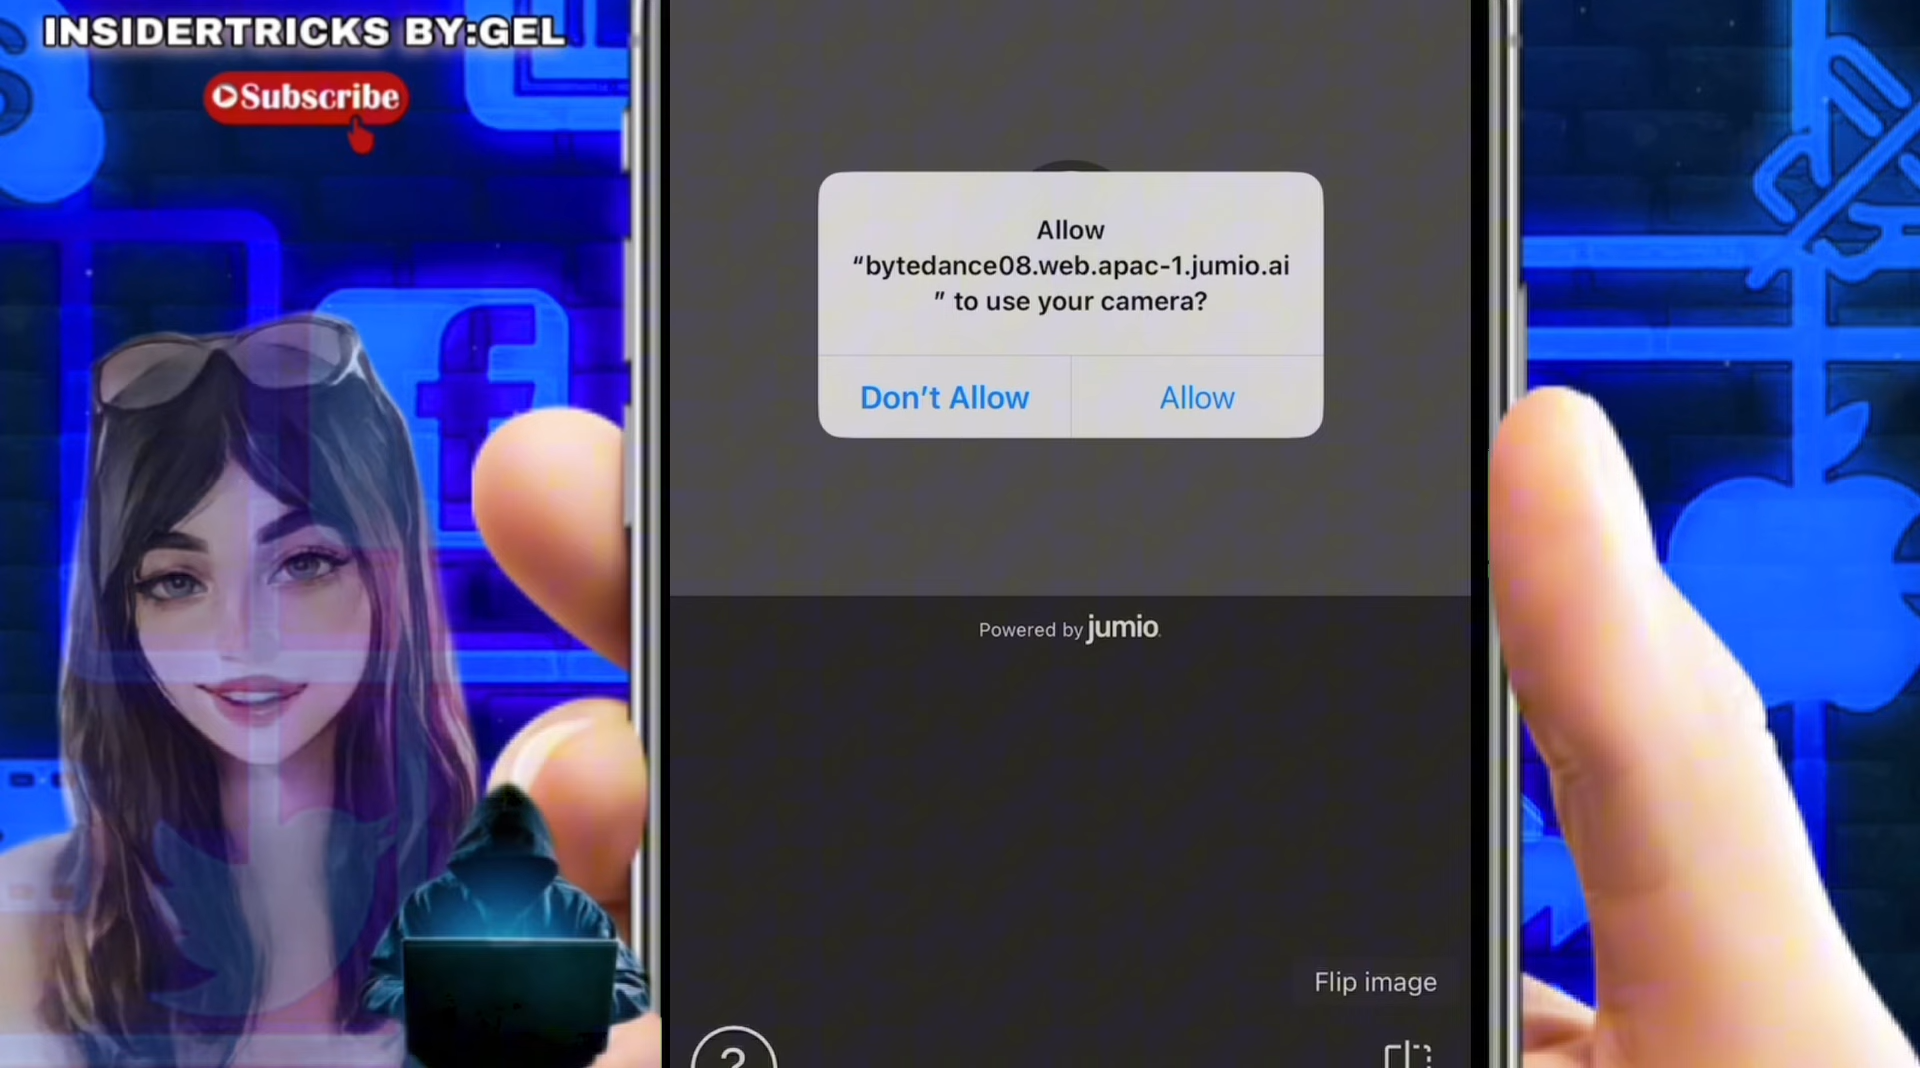 INSIDERTRICKS BY:GEL
Subscribe
Allow
“bytedance08.web.apac-1.jumio.ai
” to use your camera?
Don’t Allow
Allow
Powered by jumio
Flip image
?